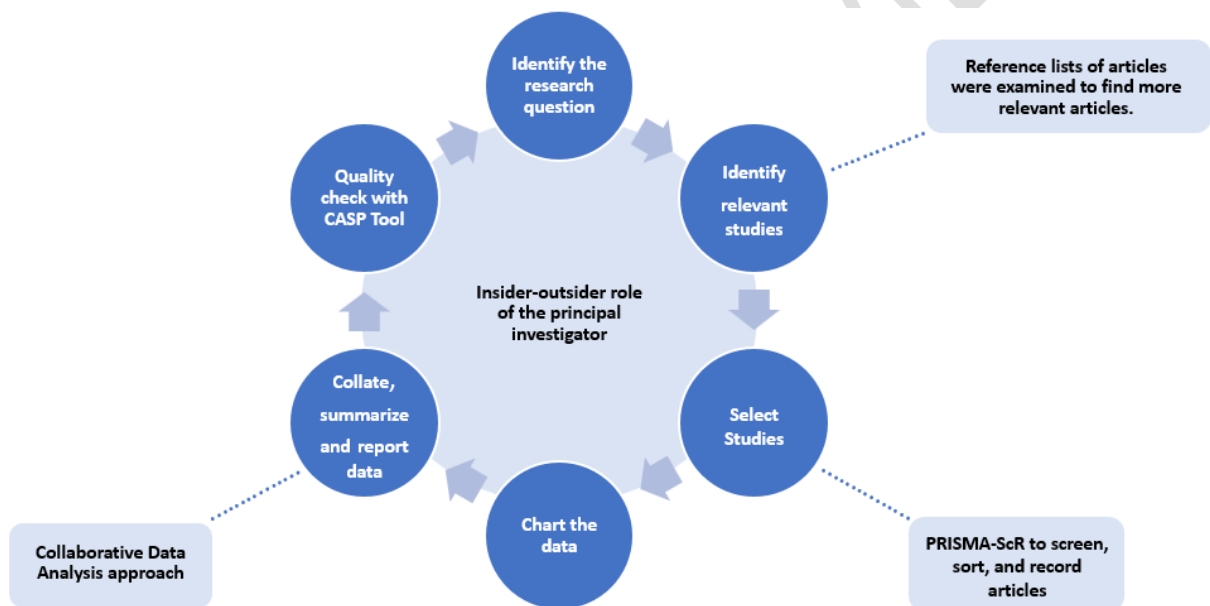 Identify the
research
question
Reference lists of articles
were examined to find more
relevant articles.
Identify
relevant
studies
Quality
check with
CASP Tool
Insider-outsider role
of the principal
investigator
Collate,
summarize
and report
data
Select
Studies
Chart the
data
Collaborative Data
Analysis approach
PRISMA-ScR to screen,
sort, and record
articles